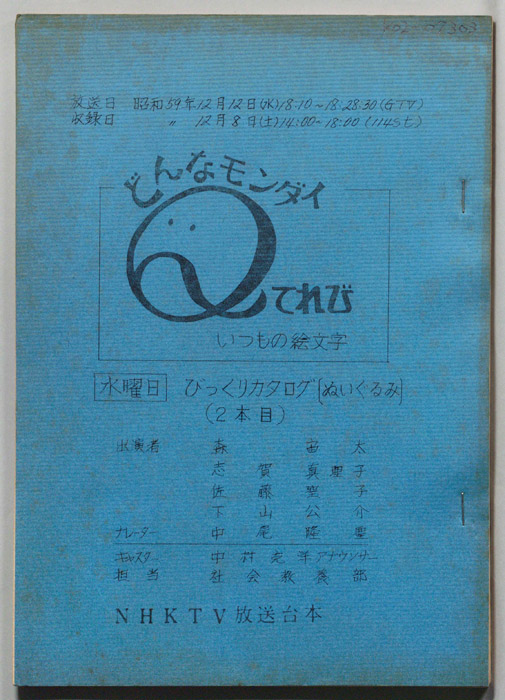 放送日 昭和59年12月12日(水)18:10~18:28:30(GTV)
収録日 〃 12月8日(土)14:00~18:00(114St)
どんなモンダイ
Qてれび
いつもの絵文字
水曜日 びっくりカタログ[ぬいぐるみ]
(2本目)
出演者 森 宙太
志賀真聖子
佐藤聖子
下山公介
ナレーター 中尾隆聖
キャスター 中村克洋アナウンサー
担当 社会教養部
NHKTV放送台本